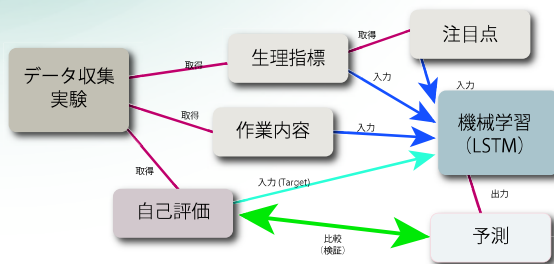 データ収集
実験
取得
生理指標
取得
注目点
入力
入力
取得
作業内容
入力
機械学習
（LSTM）
取得
自己評価
入力 (Target)
出力
比較
（検証）
予測